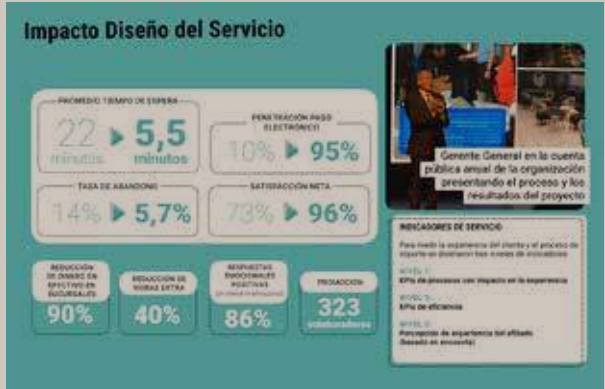 Impacto Diseño del Servicio
PROMEDIO TIEMPO DE ESPERA
22 5,5
minutos minutos
PENETRACIÓN PAGO
ELECTRÓNICO
10% 95%
TASA DE ABANDONO
14% 5,7%
SATISFACCIÓN NETA
73% 96%
REDUCCIÓN
DE DINERO EN
EFECTIVO EN
SUCURSALES
90%
REDUCCIÓN DE
HORAS EXTRA
40%
RESPUESTAS
EMOCIONALES
POSITIVAS
86%
PROMOCIÓN
323
colaboradores
Gerente General en la cuenta
pública anual de la organización
presentando el proceso y los
resultados del proyecto
INDICADORES DE SERVICIO
Para medir la experiencia del cliente y el proceso de
soporte se diseñaron tres niveles de indicadores
NIVEL 1:
KPIs de procesos con impacto en la experiencia
NIVEL 2:
KPIs de eficiencia
NIVEL 3:
Percepción de experiencia del afiliado
(basado en encuesta)